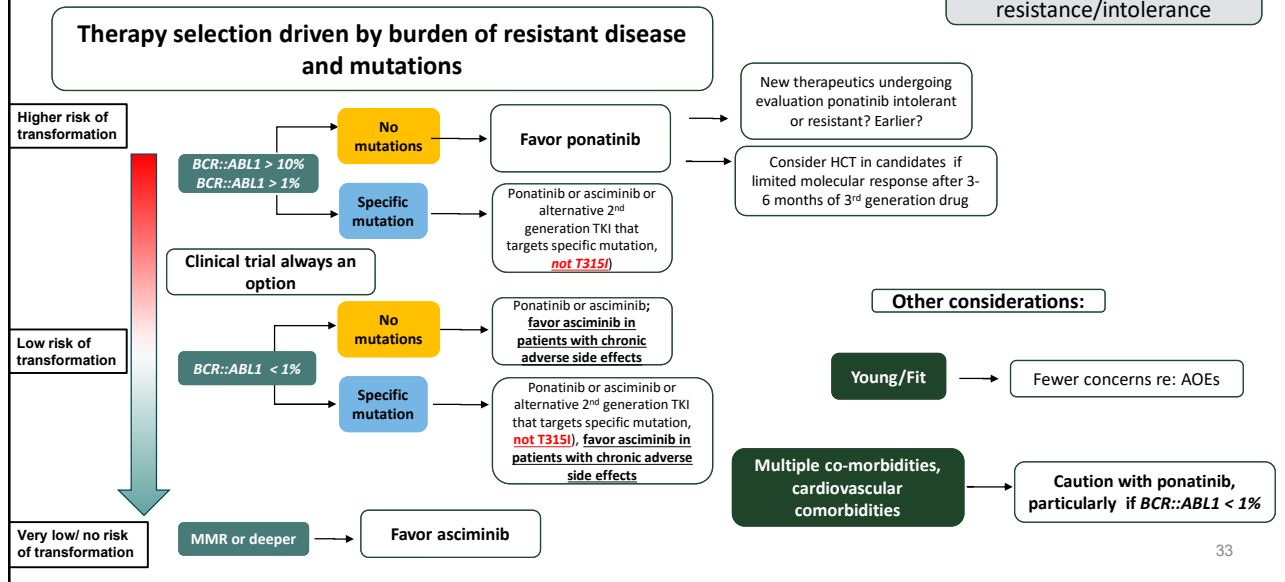 resistance/intolerance
Therapy selection driven by burden of resistant disease
and mutations
Higher risk of
transformation
BCR::ABL1 > 10%
BCR::ABL1 > 1%
No
mutations
Favor ponatinib
New therapeutics undergoing
evaluation ponatinib intolerant
or resistant? Earlier?
Consider HCT in candidates if
limited molecular response after 3-
6 months of 3rd generation drug
Specific
mutation
Ponatinib or asciminib or
alternative 2nd
generation TKI that
targets specific mutation,
not T315I)
Clinical trial always an
option
Low risk of
transformation
BCR::ABL1 < 1%
No
mutations
Ponatinib or asciminib;
favor asciminib in
patients with chronic
adverse side effects
Specific
mutation
Ponatinib or asciminib or
alternative 2nd generation TKI
that targets specific mutation,
not T315I), favor asciminib in
patients with chronic adverse
side effects
Very low/ no risk
of transformation
MMR or deeper
Favor asciminib
Other considerations:
Young/Fit
Fewer concerns re: AOEs
Multiple co-morbidities,
cardiovascular
comorbidities
Caution with ponatinib,
particularly if BCR::ABL1 < 1%
33